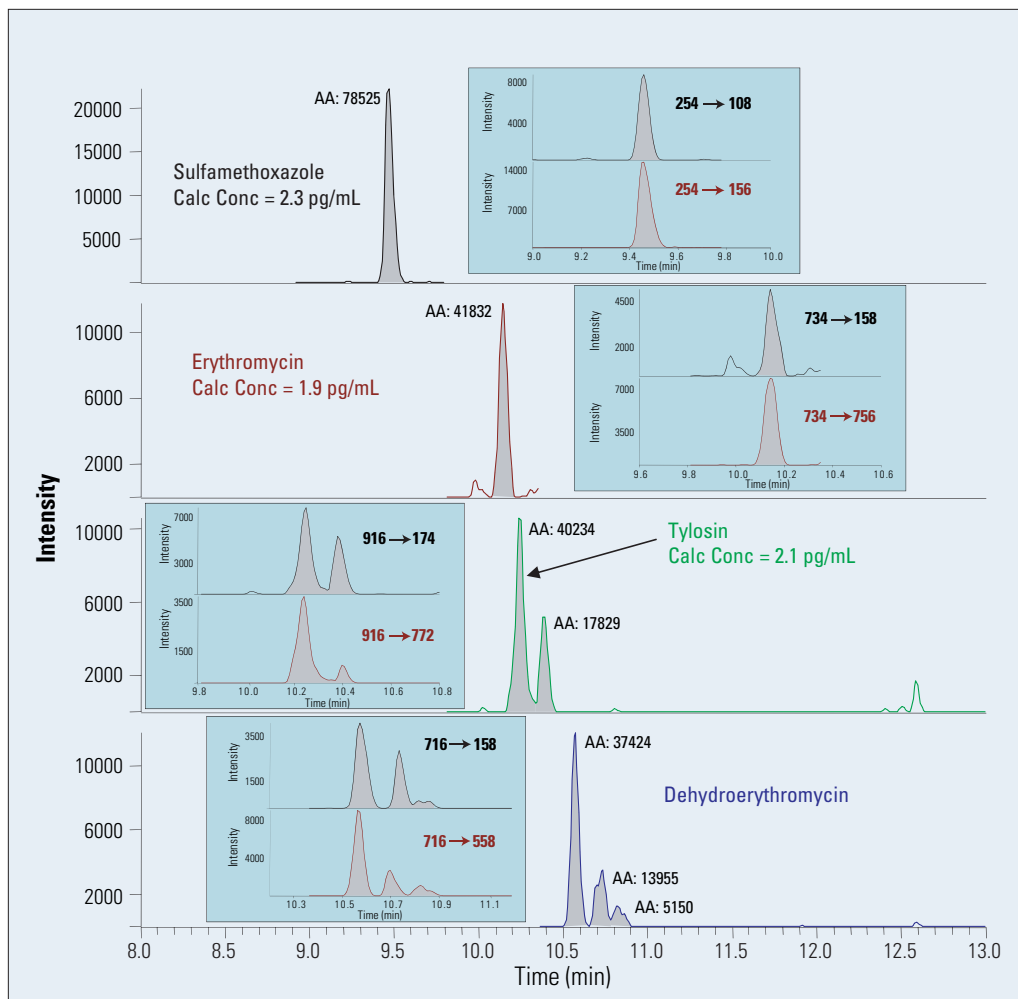 Intensity
20000
15000
10000
5000
AA: 78525
Sulfamethoxazole
Calc Conc = 2.3 pg/mL
Intensity
8000
4000
254→108
Intensity
14000
7000
254→156
9.0 9.2 9.4 9.6 9.8 10.0
Time (min)
10000
6000
2000
AA: 41832
Erythromycin
Calc Conc = 1.9 pg/mL
Intensity
4500
2000
734→158
Intensity
7000
3500
734→756
9.6 9.8 10.0 10.2 10.4 10.6
Time (min)
10000
6000
2000
Intensity
7000
3000
916→174
Intensity
3500
1500
916→772
9.8 10.0 10.2 10.4 10.6 10.8
Time (min)
AA: 40234
Tylosin
Calc Conc = 2.1 pg/mL
AA: 17829
10000
6000
2000
Intensity
3500
1500
716→158
Intensity
8000
4000
716→558
10.3 10.5 10.7 10.9 11.1
Time (min)
AA: 37424
Dehydroerythromycin
AA: 13955
AA: 5150
8.0 9.0 9.5 10.0 10.5 11.0 11.5 12.0 12.5 13.0
Time (min)